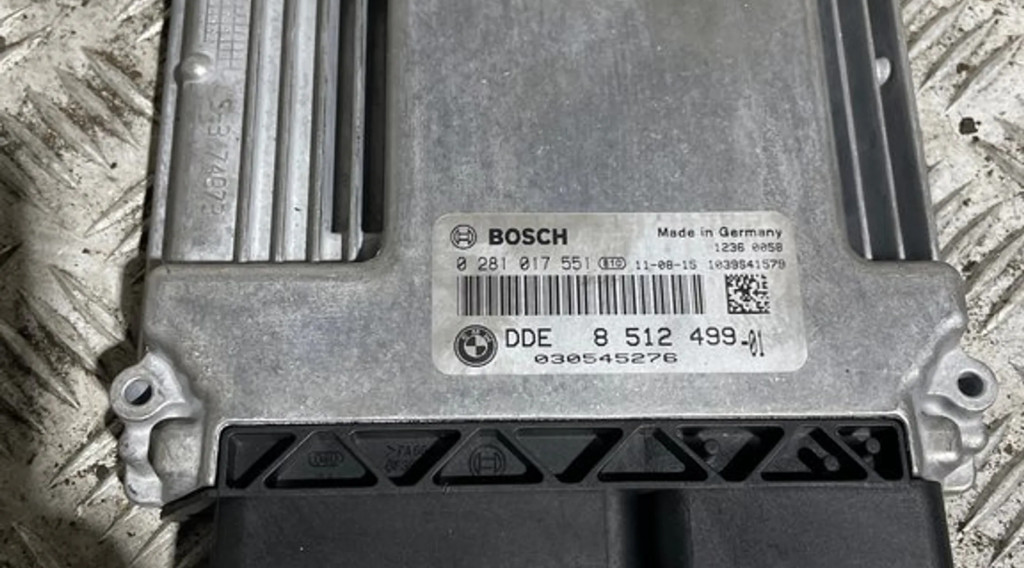 BOSCH Made in Germany
1236 0058
0 281 017 551 E10 11-08-15 1039S41579
DDE 8 512 499-01
030545276